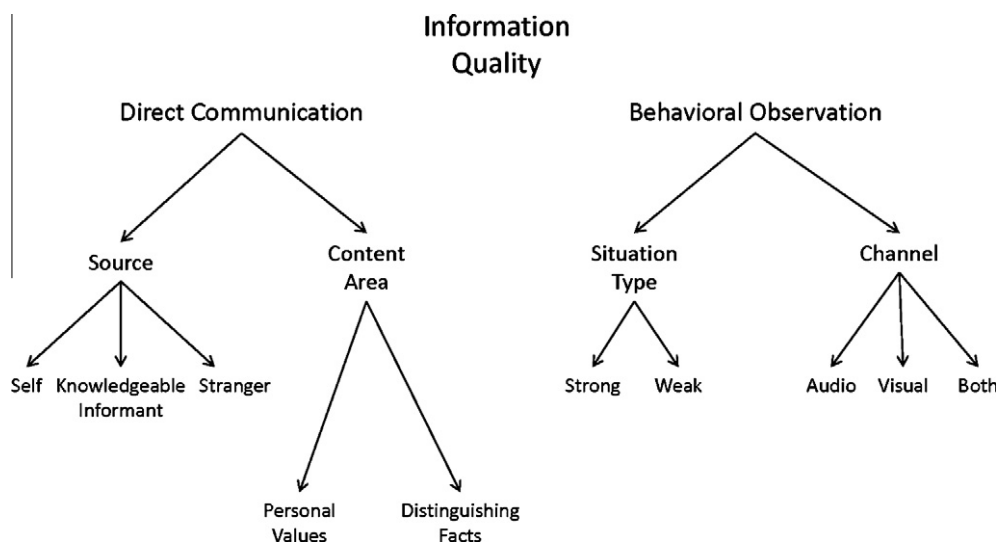 Information
Quality
Direct Communication
Behavioral Observation
Source
Content
Area
Situation
Type
Channel
Self
Knowledgeable
Informant
Stranger
Strong
Weak
Audio
Visual
Both
Personal
Values
Distinguishing
Facts